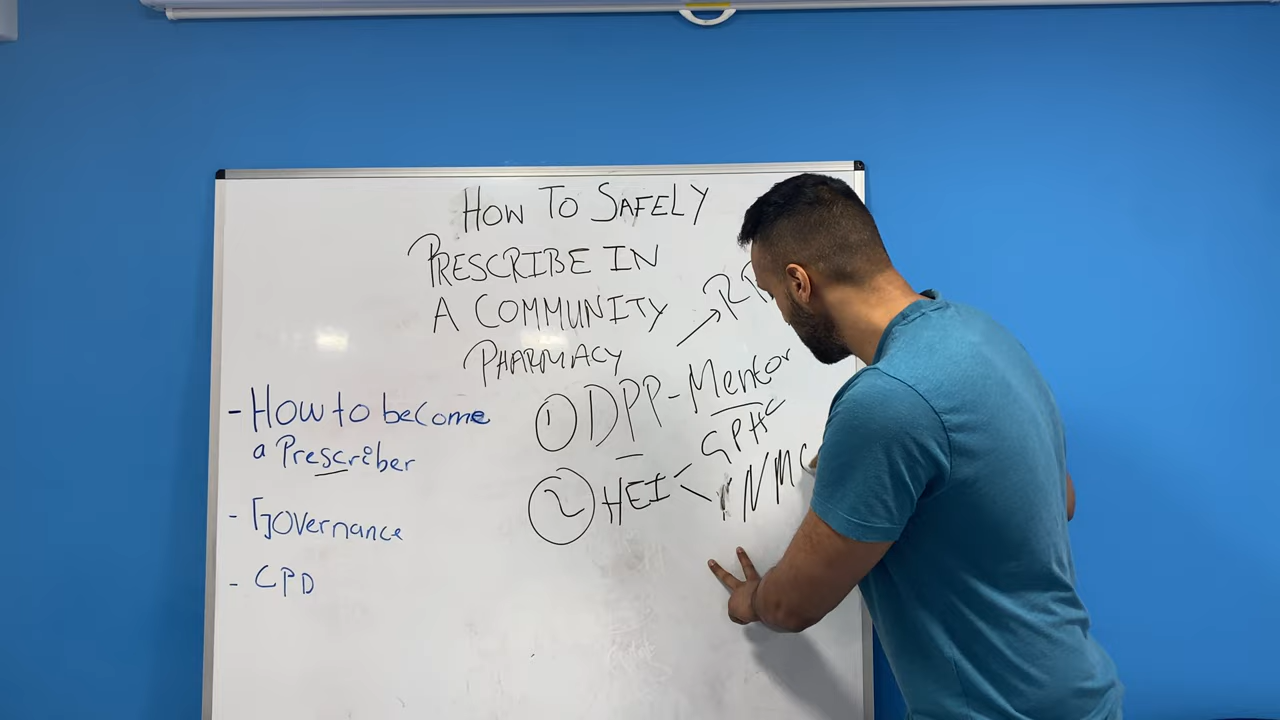 HOW TO SAFELY
PRESCRIBE IN
A COMMUNITY
PHARMACY
- How to become
a Prescriber
- Governance
- CPD
① DPP - Mentor
② HEI
GPHC
NMC